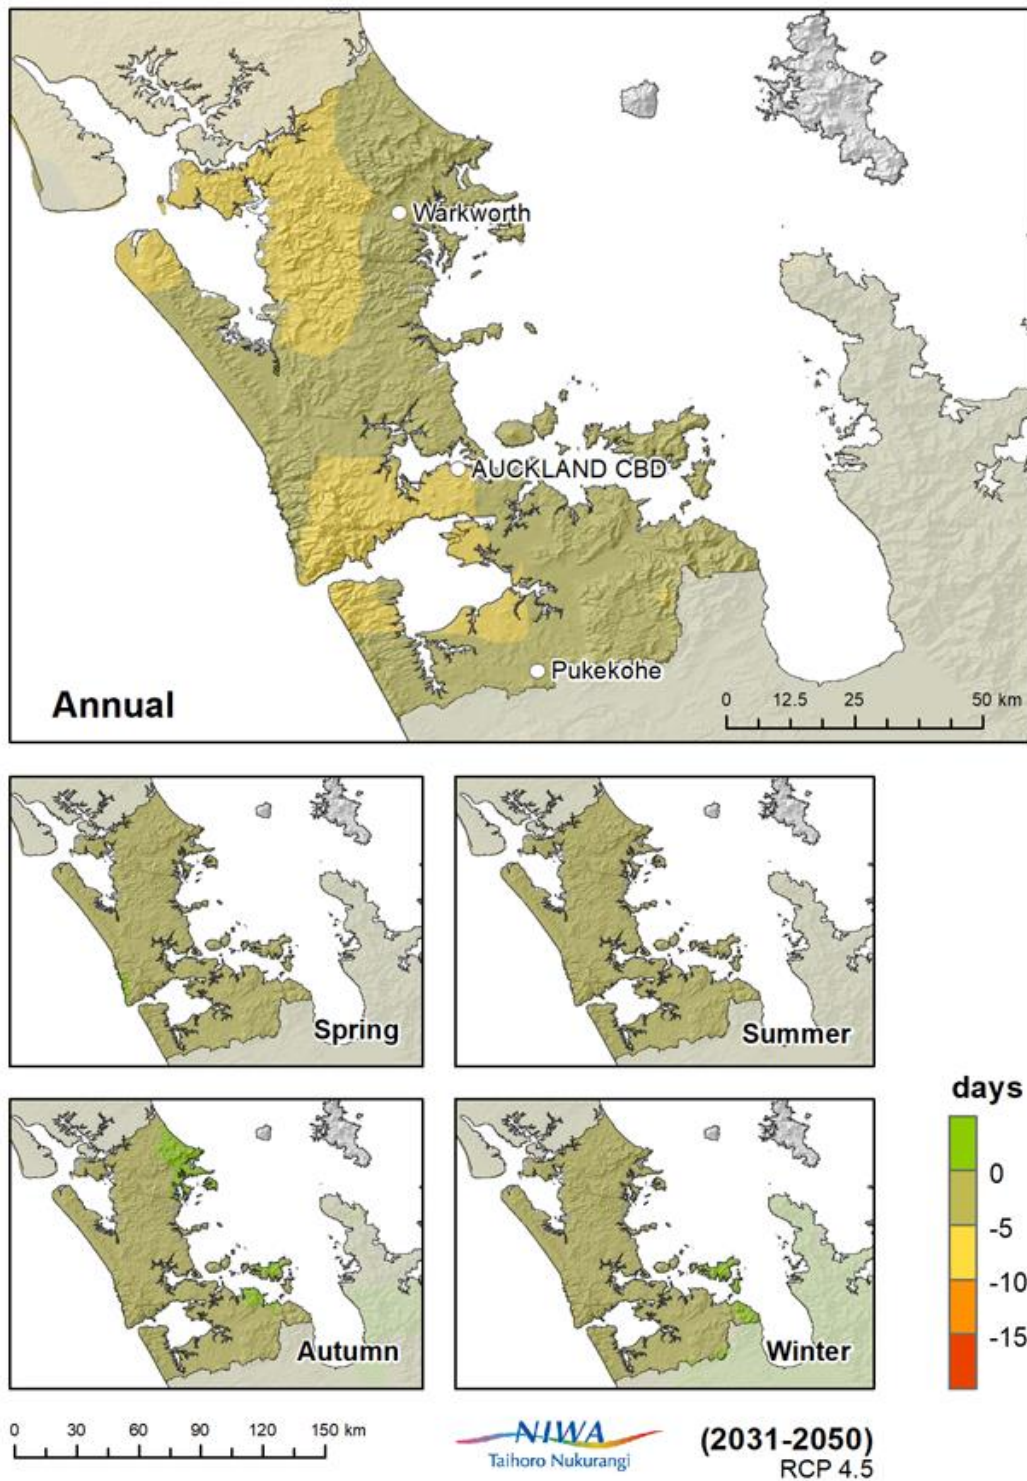 Warkworth
AUCKLAND CBD
Pukekohe
Annual
0 12.5 25 50 km
Spring
Summer
Autumn
Winter
days
0
-5
-10
-15
0 30 60 90 120 150 km
NIWA
Taihoro Nukurangi
(2031-2050)
RCP 4.5